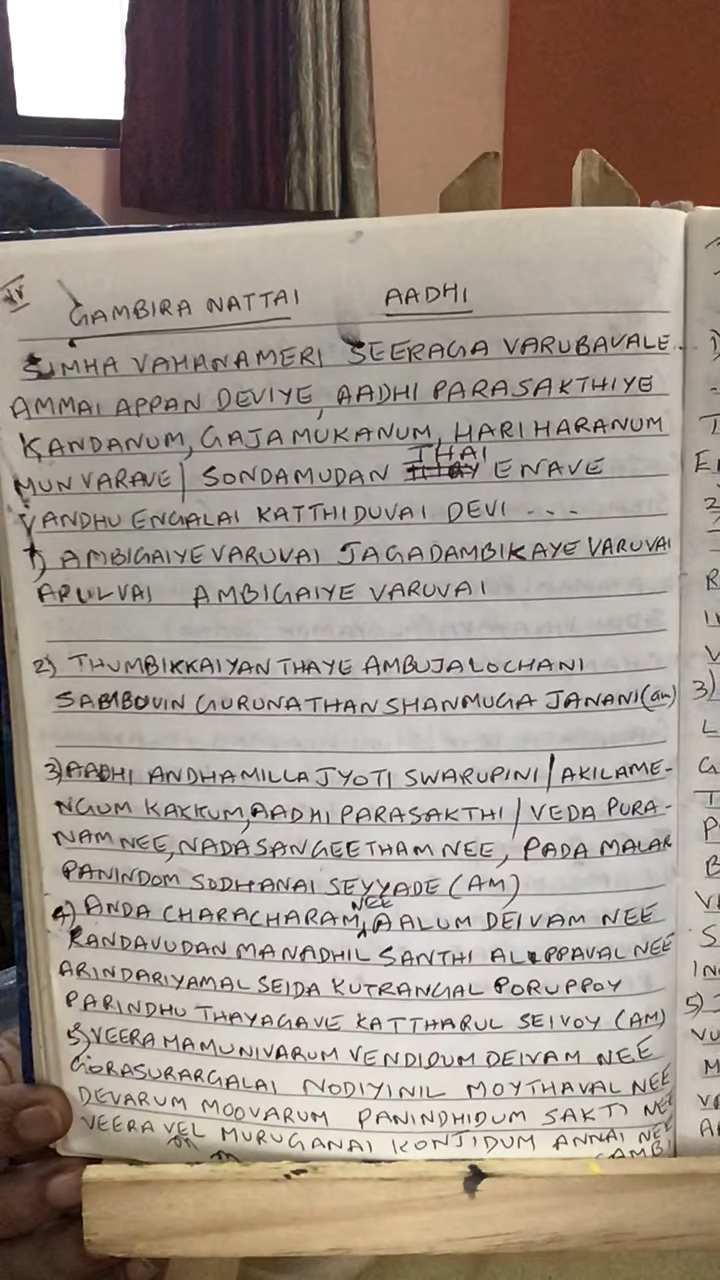 GAMBIRA NATTAI AADHI
SIMHA VAHANAMERI SEERAGA VARUBAVALE..
AMMAI APPAN DEVIYE, AADHI PARASAKTHIYE
KANDANUM, GAJAMUKANUM, HARIHARANUM
MUN VARAVE/ SONDAMUDAN THAI ENAVE
VANDHU ENGALAI KATTHIDUVAI DEVI - - -
1) AMBIGAIYE VARUVAI JAGADAMBIKAYE VARUVAI
ARULVAI AMBIGAIYE VARUVAI
2) THUMBIKKAIYAN THAYE AMBUJALOCHANI
SAMBOVIN GURUNATHAN SHANMUGA JANANI (am)
3) AADHI ANDHAMILLA JYOTI SWARUPINI / AKILAME-
NGUM KAKKUM, AADHI PARASAKTHI / VEDA PURA-
NAM NEE, NADA SANGEETHAM NEE, PADA MALAR
PANINDOM SODHANAI SEYYADE (AM)
4) ANDA CHARACHARAM NEE, AALUM DEIVAM NEE
KANDAVUDAN MANADHIL SANTHI ALIPPAVAL NEE
ARINDARIYAMAL SEIDA KUTRANGAL PORUPPOY
PARINDHU THAYAGAVE KATTHARUL SEIVOY (AM)
5) VEERA MAMUNIVARUM VENDIDUM DEIVAM NEE
GORASURARGALAI NODIYINIL MOYTHAVAL NEE
DEVARUM MOOVARUM PANINDHIDUM SAKTI NEE
VEERA VEL MURUGANAI KONJIDUM ANNAI NEE